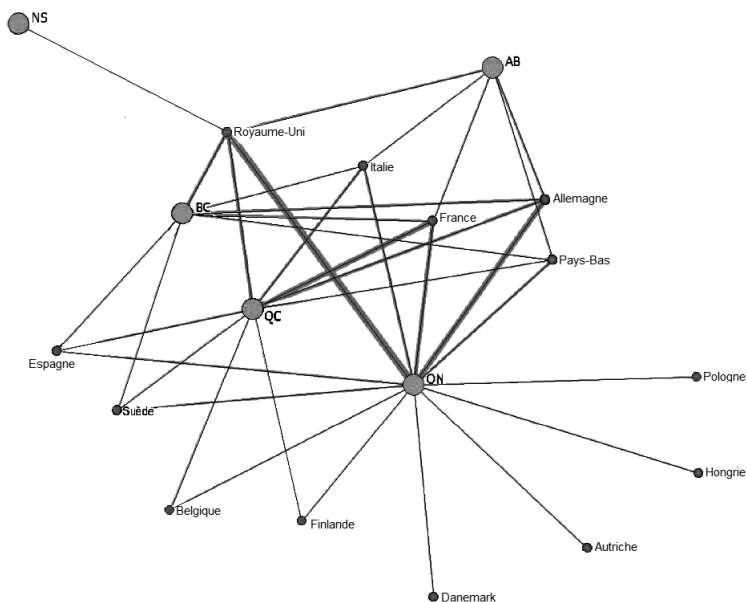 NS
AB
Royaume-Uni
Italie
Allemagne
BC
France
Pays-Bas
QC
Espagne
ON
Pologne
Suède
Hongrie
Belgique
Finlande
Autriche
Danemark